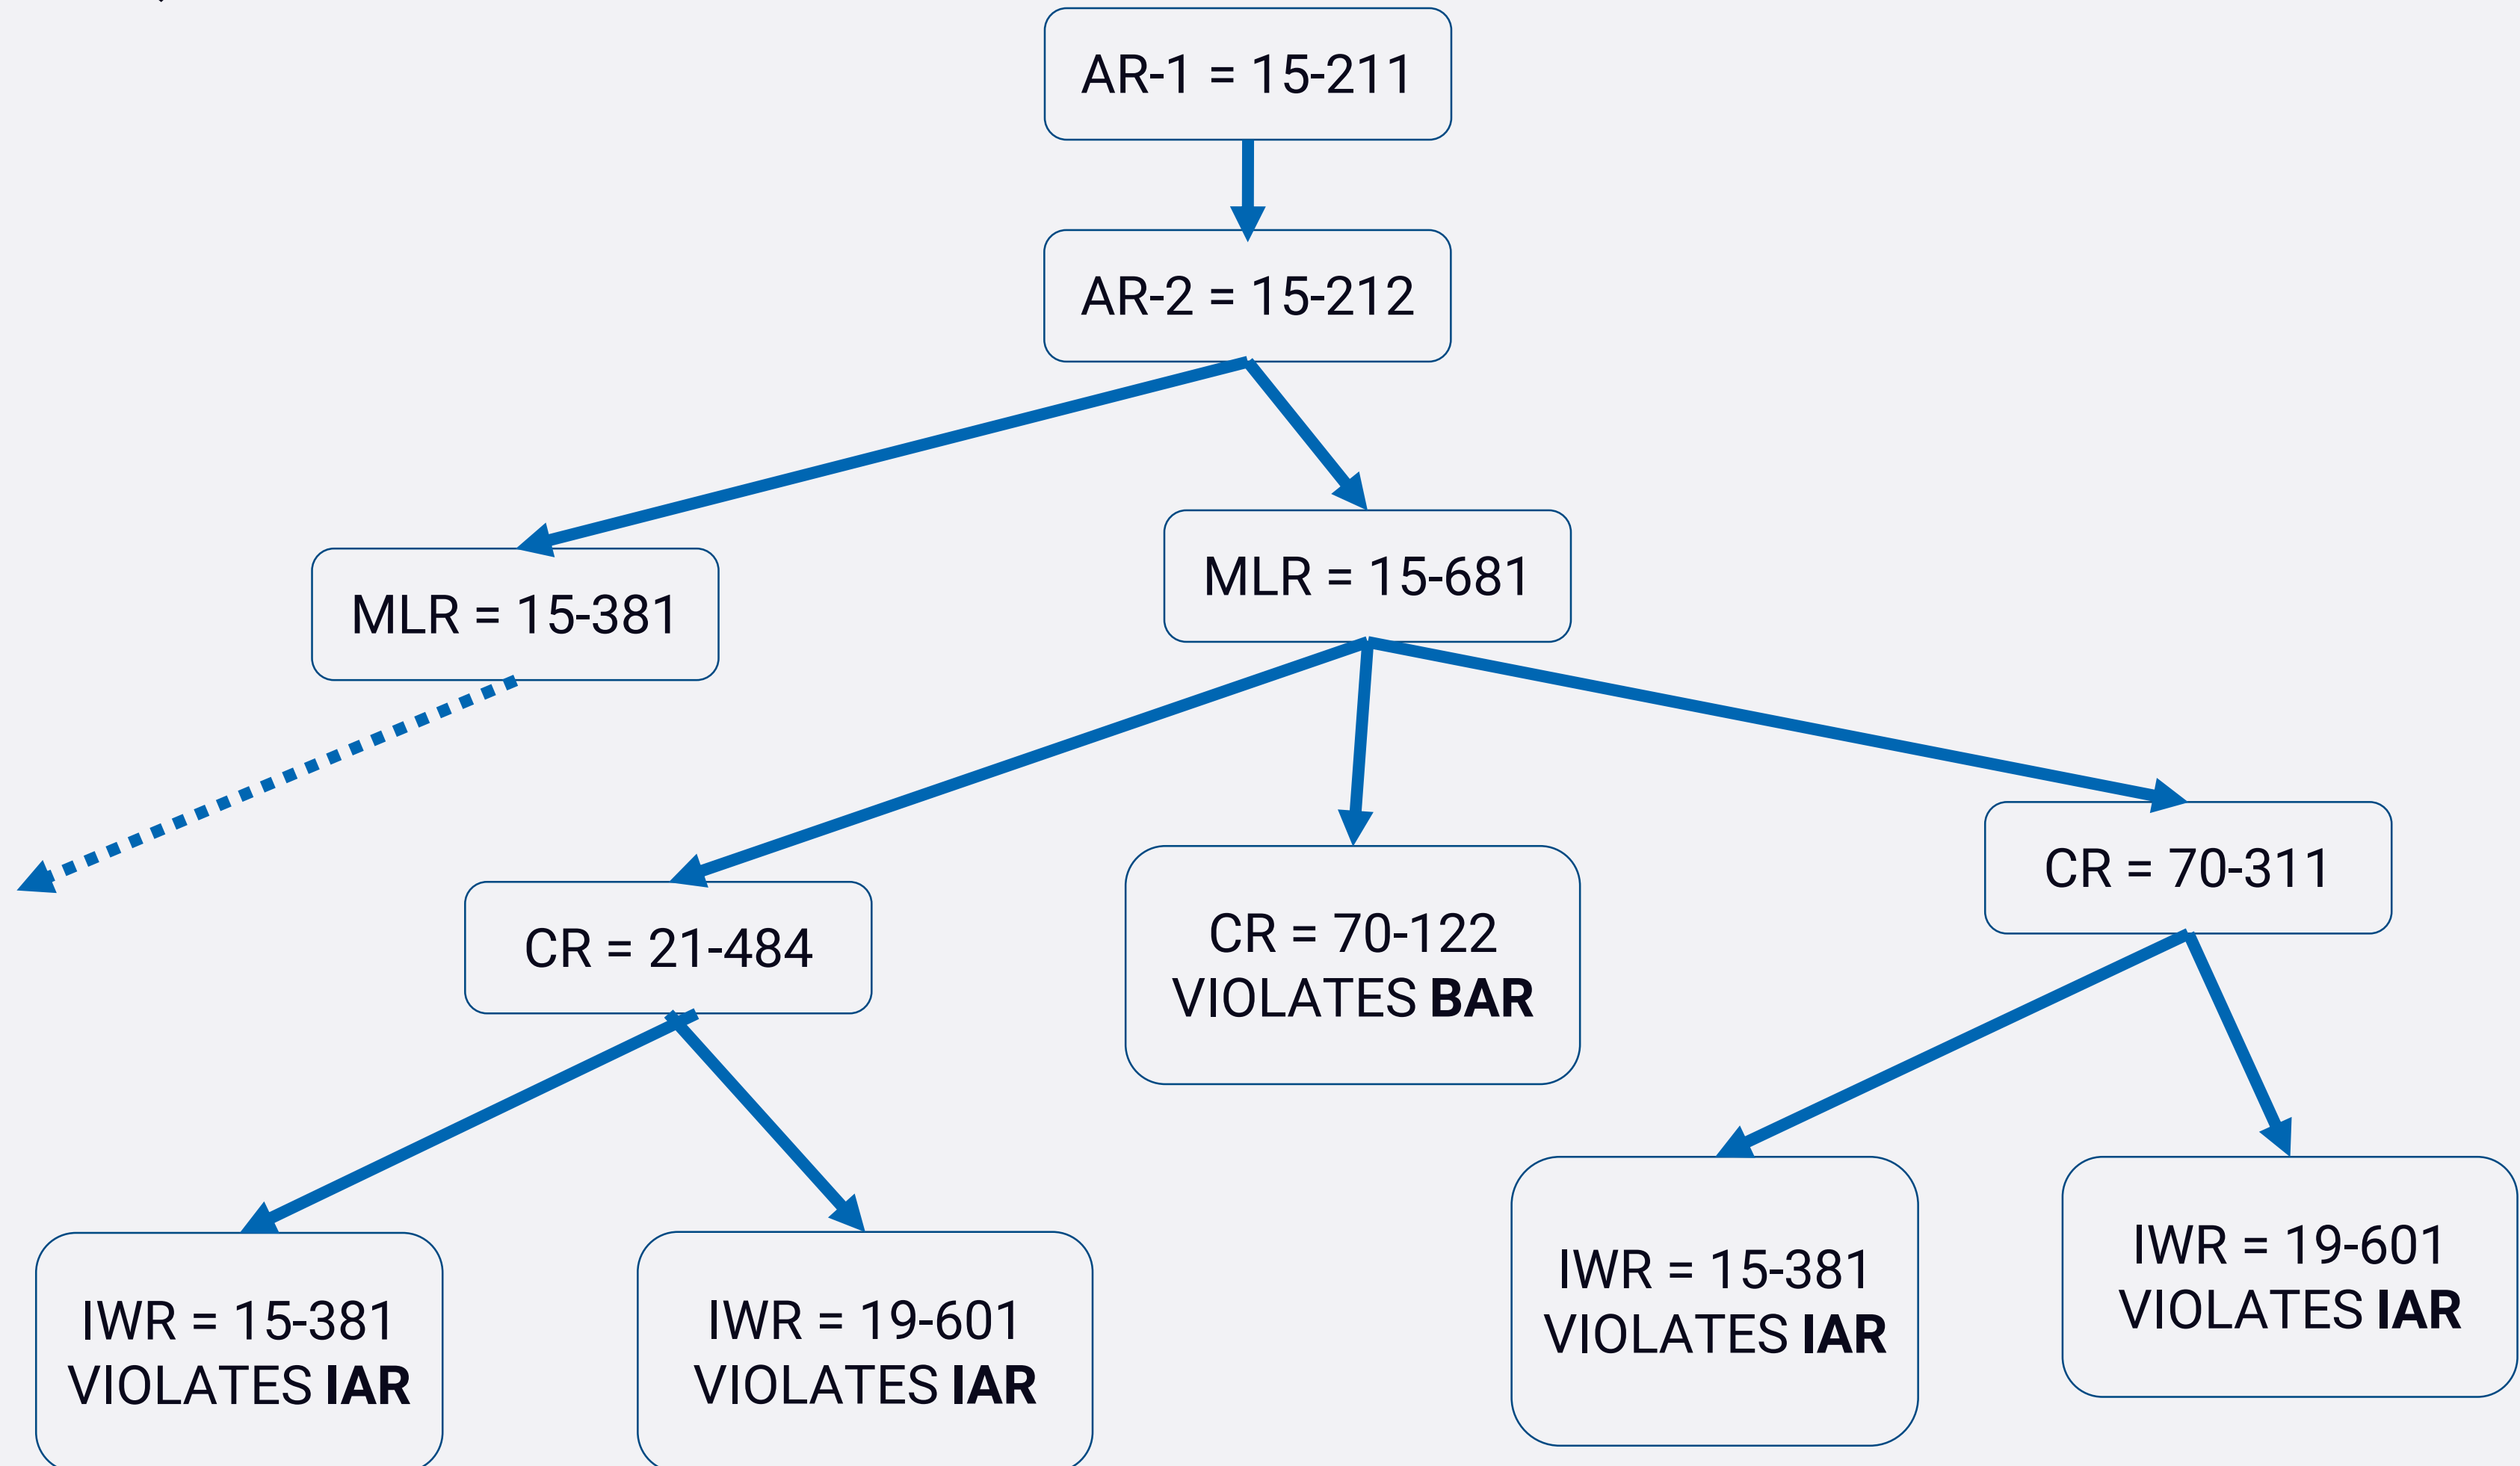 AR-1 = 15-211
AR-2 = 15-212
MLR = 15-381
MLR = 15-681
CR = 21-484
CR = 70-122
VIOLATES BAR
CR = 70-311
IWR = 15-381
VIOLATES IAR
IWR = 19-601
VIOLATES IAR
IWR = 15-381
VIOLATES IAR
IWR = 19-601
VIOLATES IAR